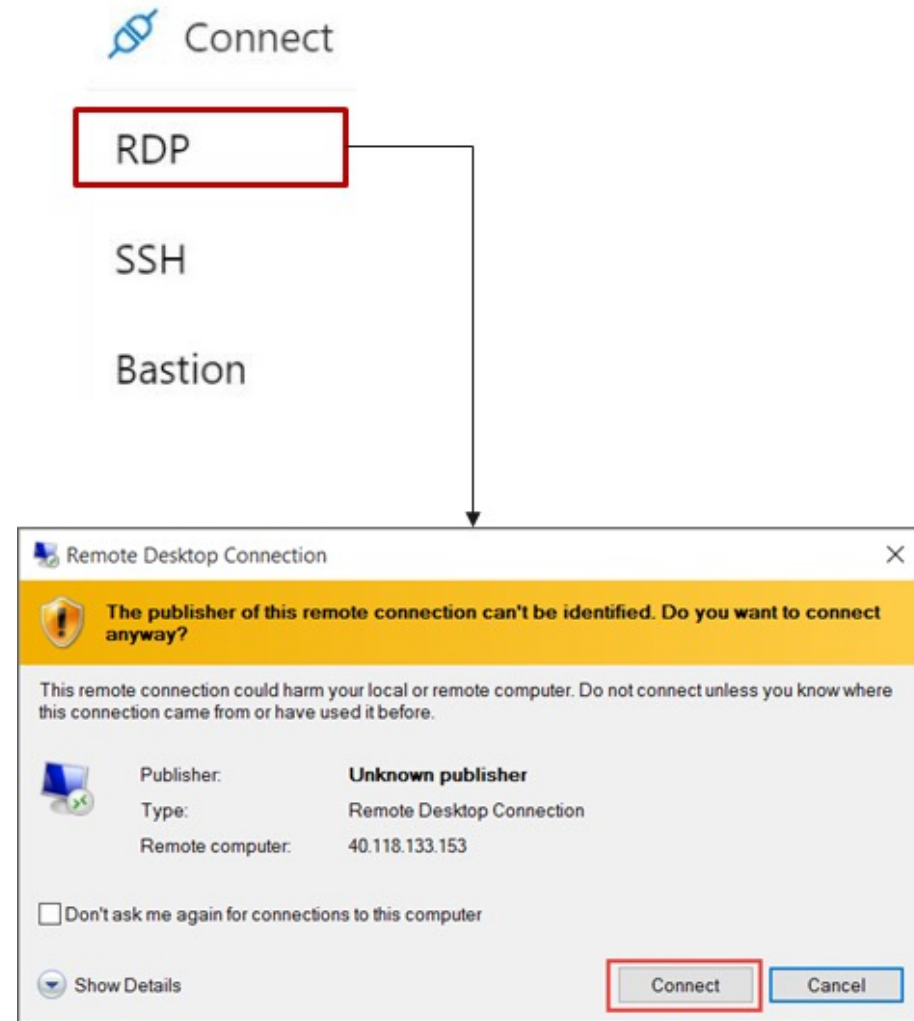 Connect
RDP
SSH
Bastion
Remote Desktop Connection
The publisher of this remote connection can't be identified. Do you want to connect
anyway?
This remote connection could harm your local or remote computer. Do not connect unless you know where
this connection came from or have used it before.
Publisher: Unknown publisher
Type: Remote Desktop Connection
Remote computer: 40.118.133.153
Don't ask me again for connections to this computer
Show Details Connect Cancel